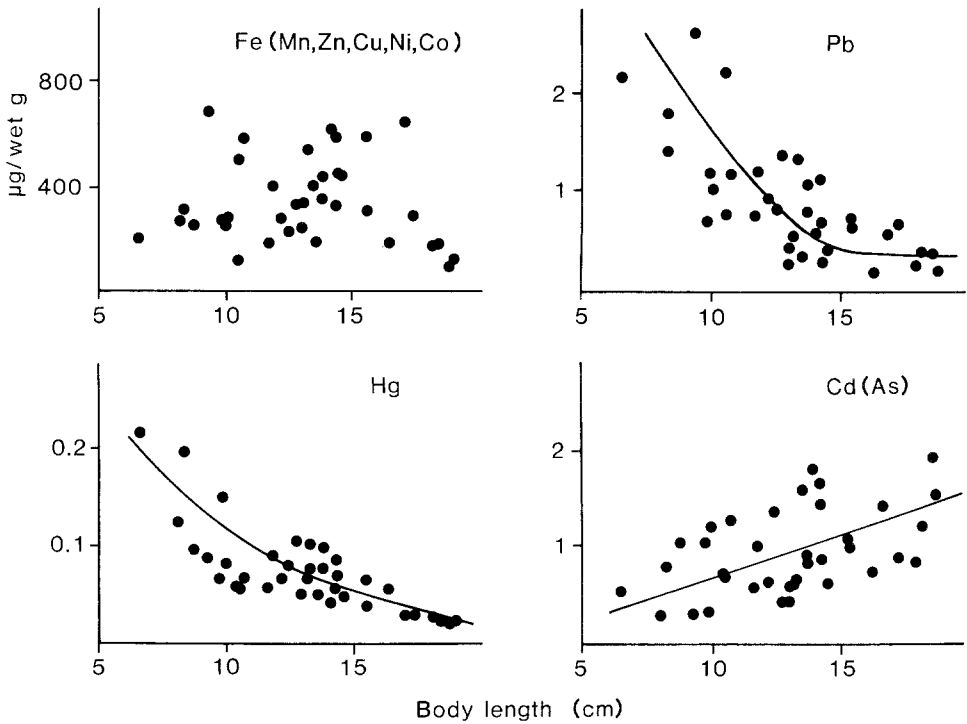 Fe (Mn,Zn,Cu,Ni,Co)
µg/wet g
800
400
5 10 15
Pb
2
1
5 10 15
Hg
0.2
0.1
5 10 15
Cd (As)
2
1
5 10 15
Body length (cm)